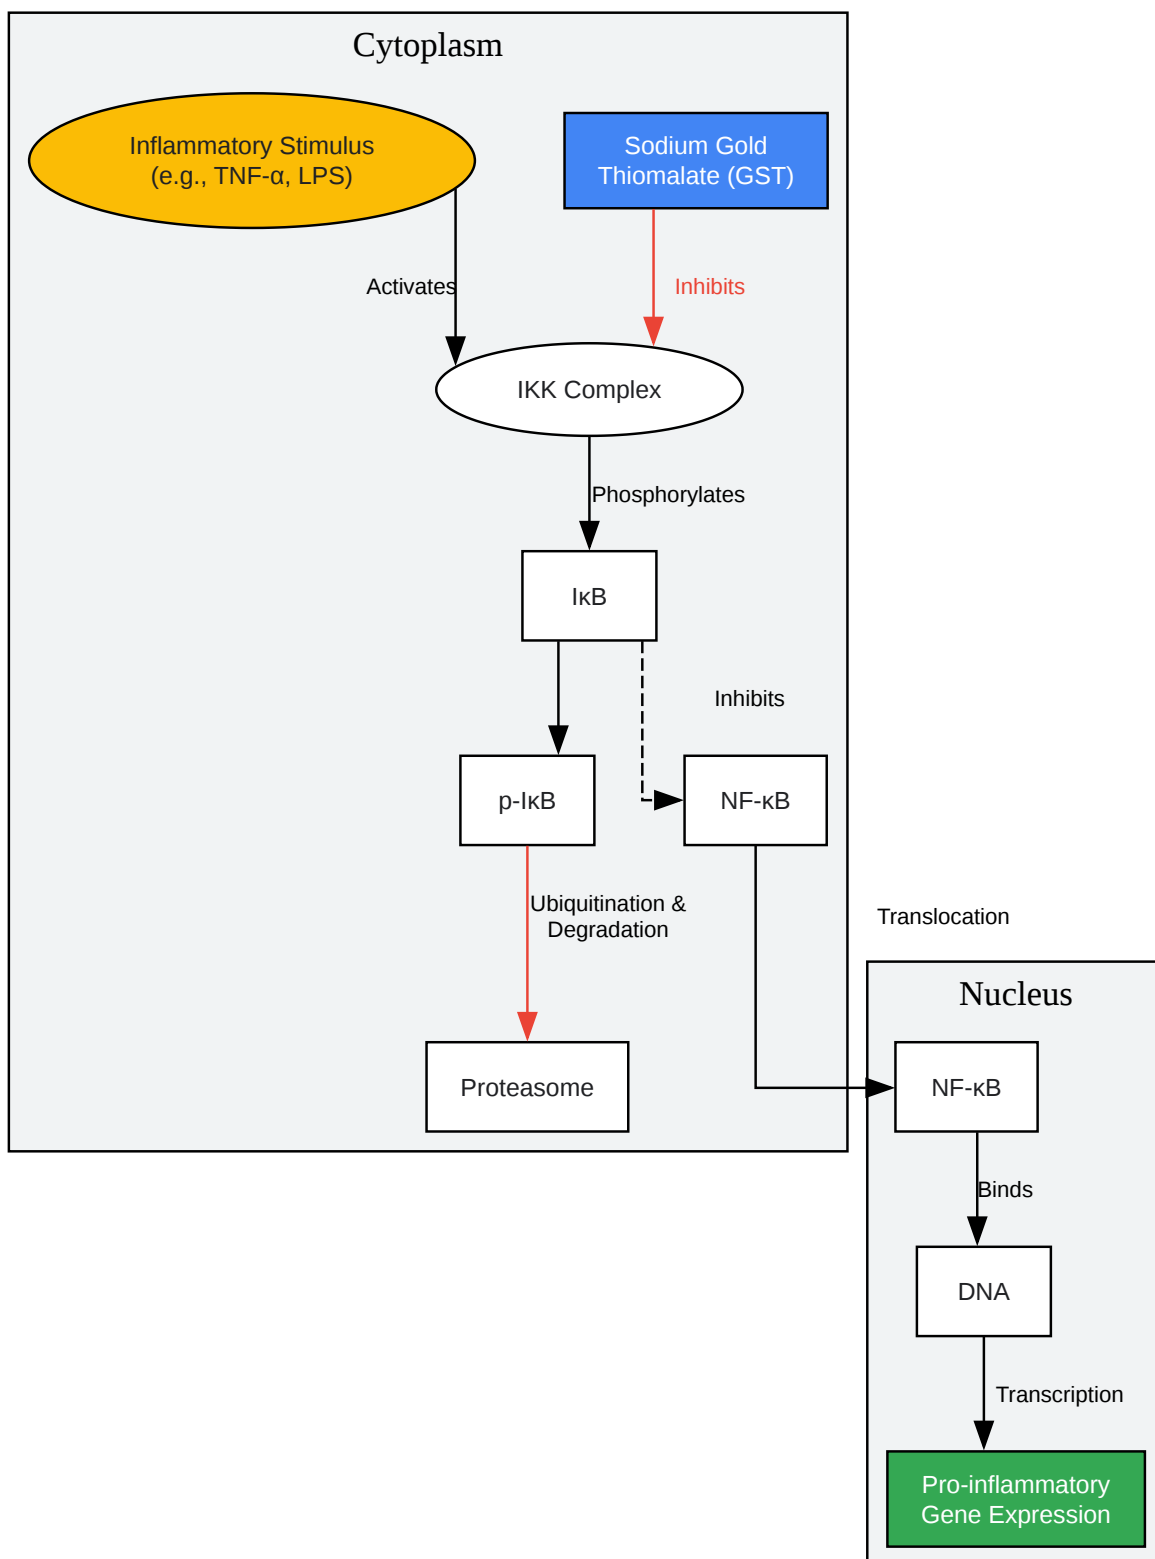 Cytoplasm
Inflammatory Stimulus
(e.g., TNF-α, LPS)
Sodium Gold
Thiomalate (GST)
Activates
Inhibits
IKK Complex
Phosphorylates
IκB
Inhibits
p-IκB
NF-κB
Ubiquitination &
Degradation
Translocation
Nucleus
Proteasome
NF-κB
Binds
DNA
Transcription
Pro-inflammatory
Gene Expression